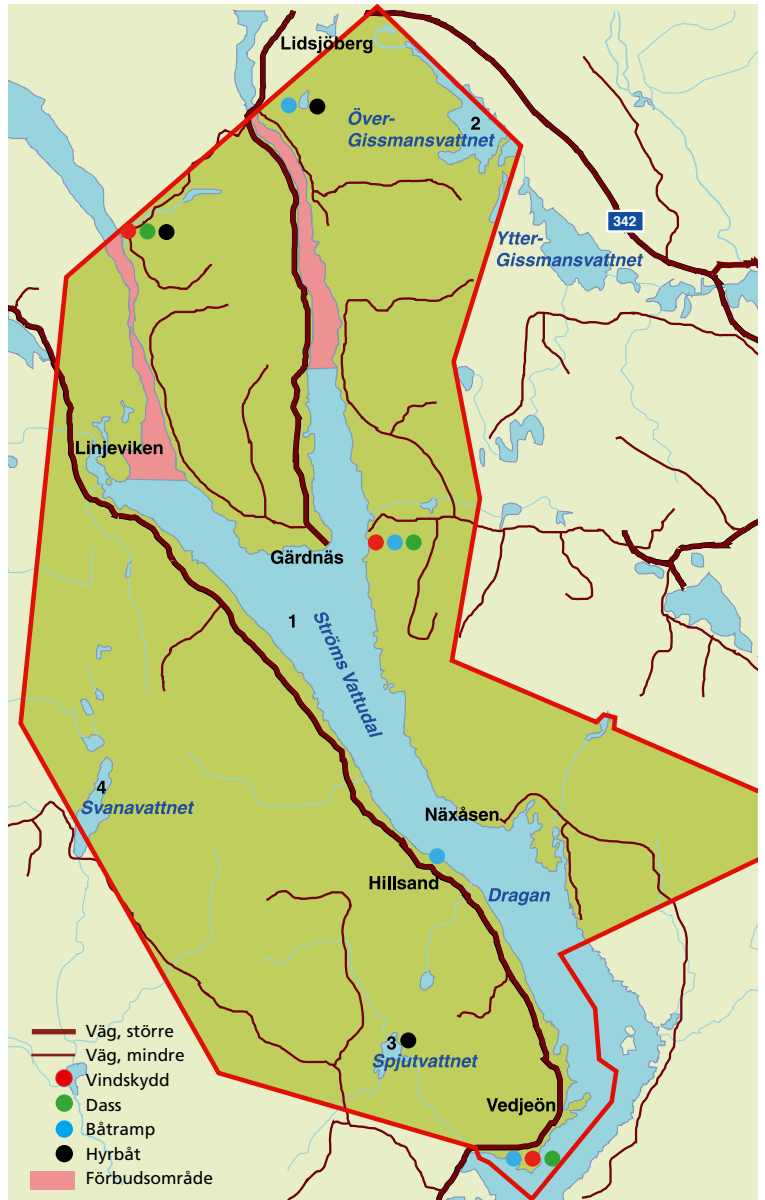 Lidsjöberg
Över-
Gissmansvattnet
2
342
Ytter-
Gissmansvattnet
Linjeviken
Gärdnäs
1
Ströms Vattudal
4
Svanavattnet
Näxåsen
Hillsand
Dragan
3
Spjutvattnet
Vedjeön
Väg, större
Väg, mindre
Vindskydd
Dass
Båtramp
Hyrbåt
Förbudsområde